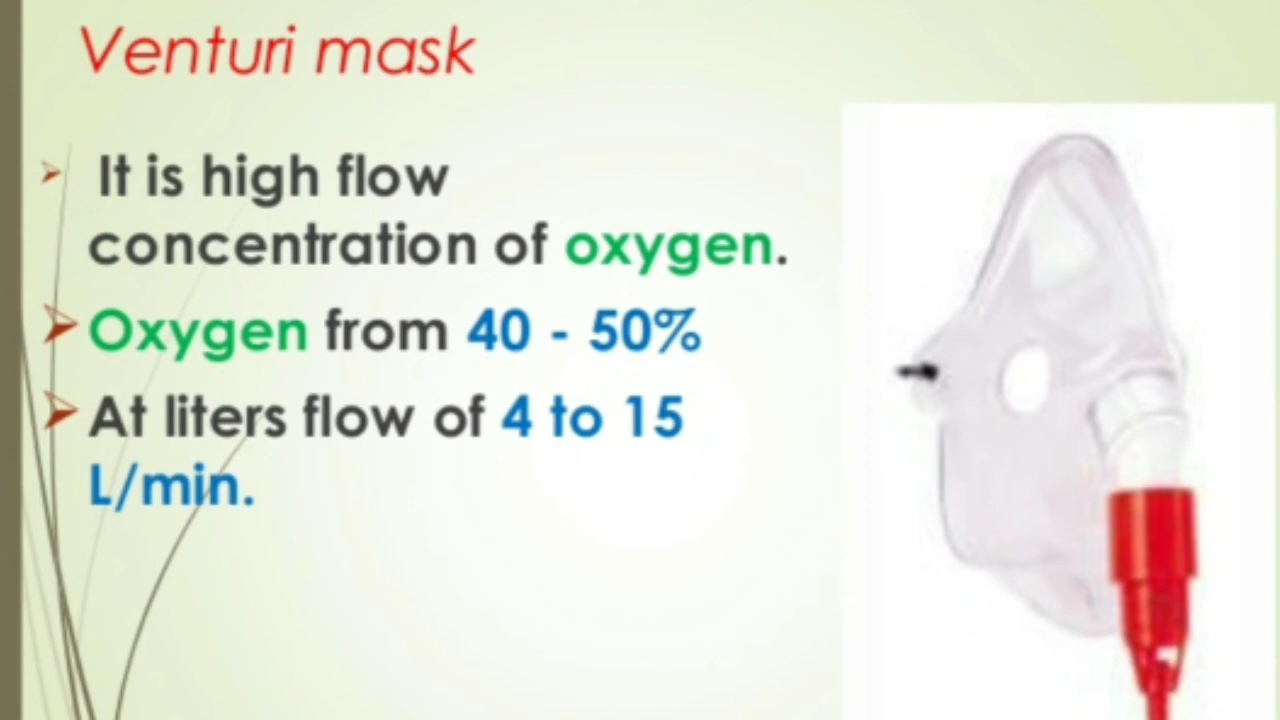 Venturi mask
It is high flow
concentration of oxygen.
Oxygen from 40 - 50%
At liters flow of 4 to 15
L/min.